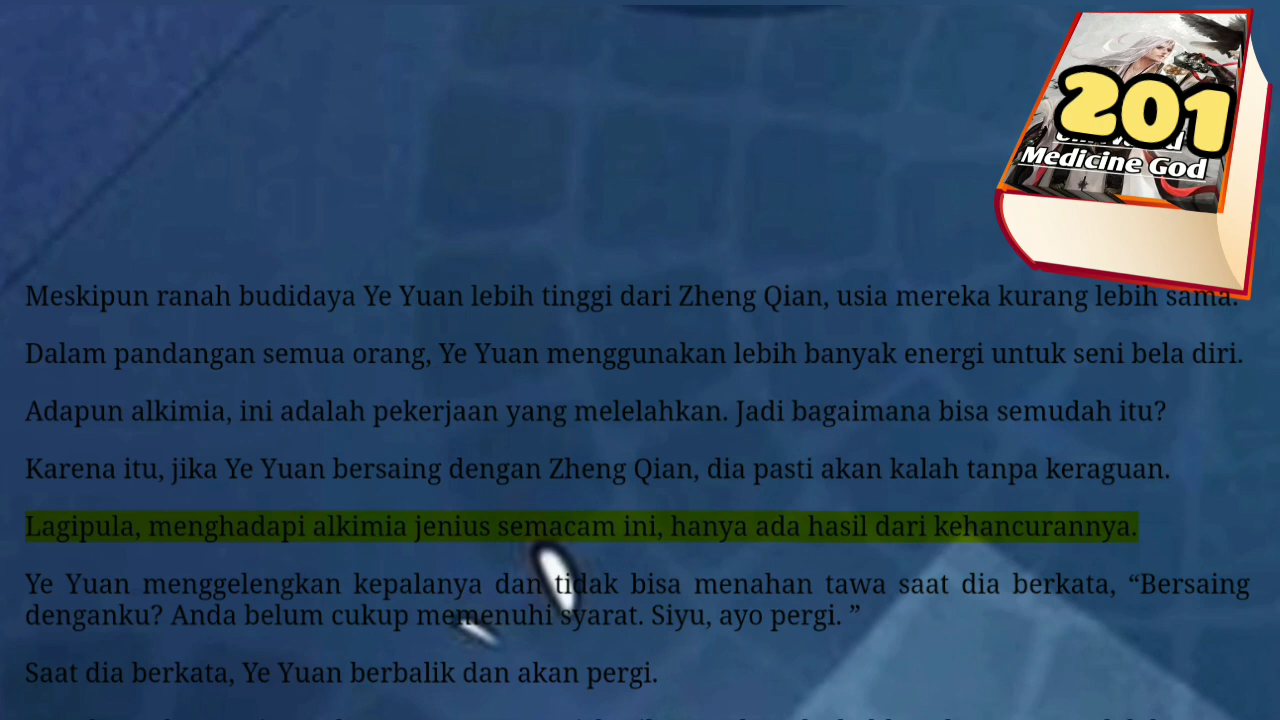 201
Medicine God
Meskipun ranah budidaya Ye Yuan lebih tinggi dari Zheng Qian, usia mereka kurang lebih sama.
Dalam pandangan semua orang, Ye Yuan menggunakan lebih banyak energi untuk seni bela diri.
Adapun alkimia, ini adalah pekerjaan yang melelahkan. Jadi bagaimana bisa semudah itu?
Karena itu, jika Ye Yuan bersaing dengan Zheng Qian, dia pasti akan kalah tanpa keraguan.
Lagipula, menghadapi alkimia jenius semacam ini, hanya ada hasil dari kehancurannya.
Ye Yuan menggelengkan kepalanya dan tidak bisa menahan tawa saat dia berkata, “Bersaing
denganku? Anda belum cukup memenuhi syarat. Siyu, ayo pergi. ”
Saat dia berkata, Ye Yuan berbalik dan akan pergi.